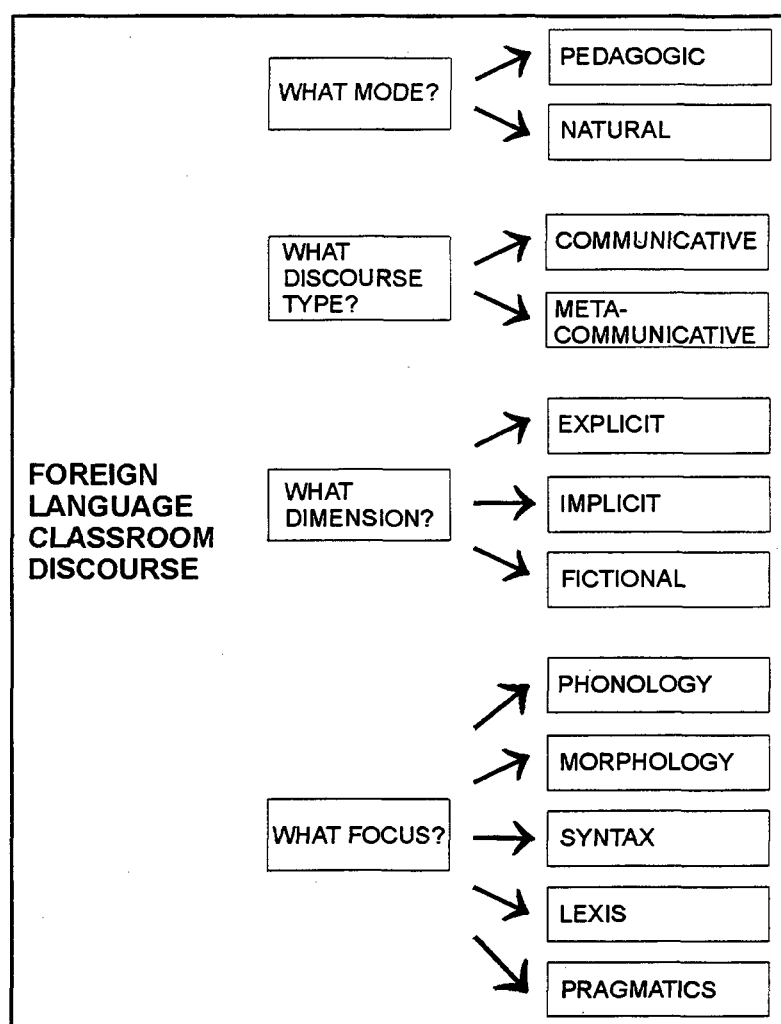 WHAT MODE?
PEDAGOGIC
NATURAL
WHAT
DISCOURSE
TYPE?
COMMUNICATIVE
META-
COMMUNICATIVE
FOREIGN
LANGUAGE
CLASSROOM
DISCOURSE
WHAT
DIMENSION?
EXPLICIT
IMPLICIT
FICTIONAL
WHAT FOCUS?
PHONOLOGY
MORPHOLOGY
SYNTAX
LEXIS
PRAGMATICS